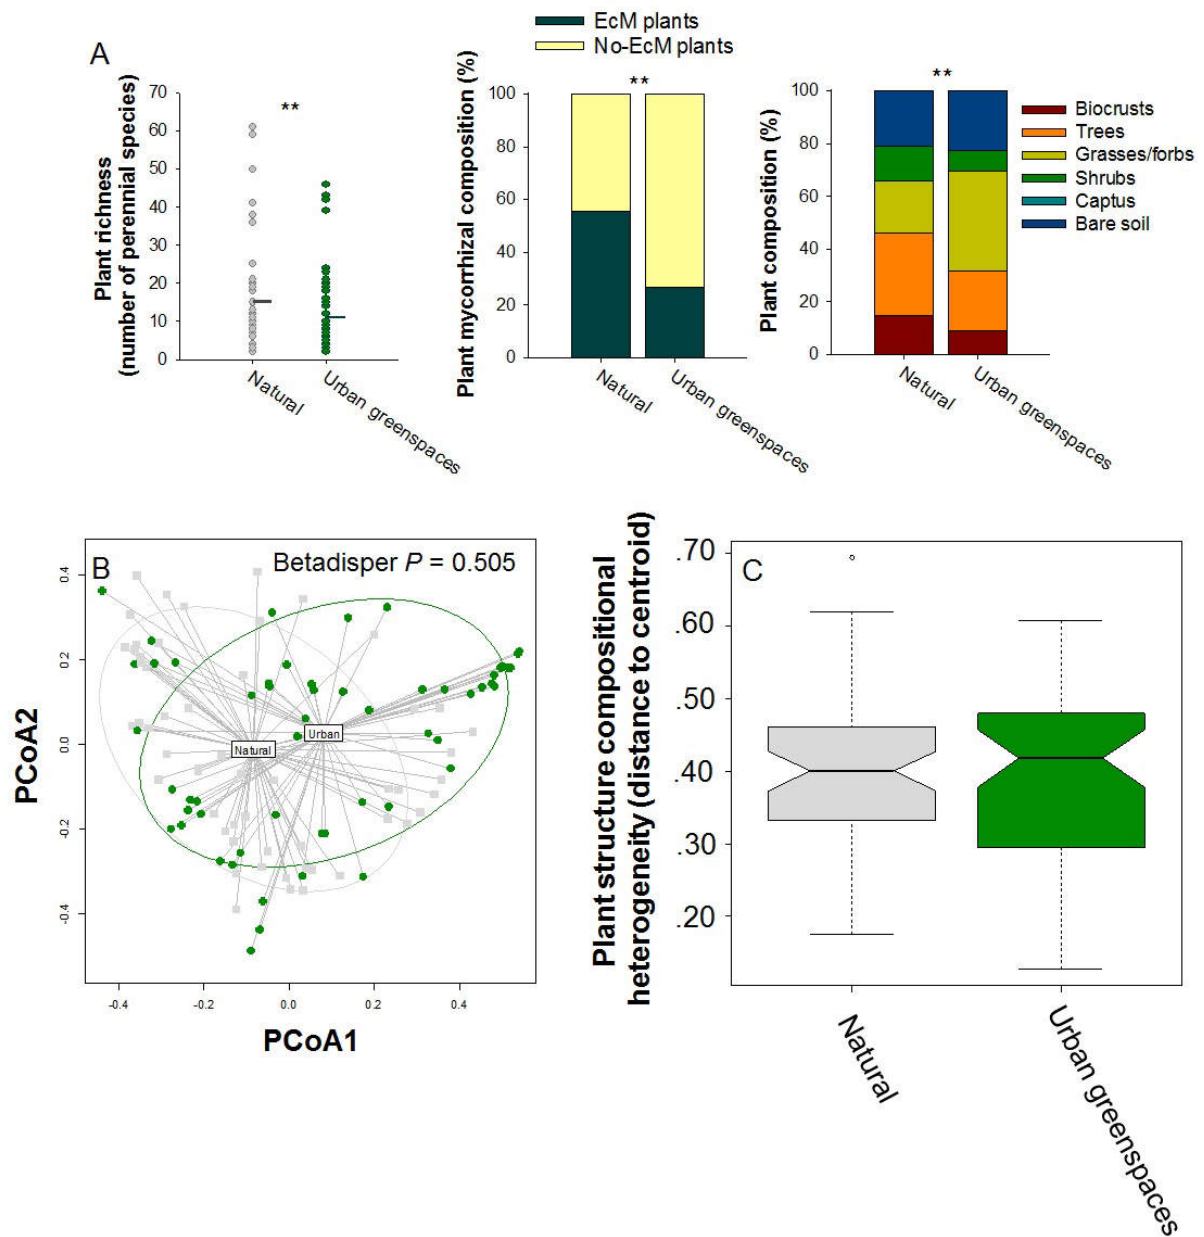 EcM plants
No-EcM plants
A
Plant richness
(number of perennial species)
70
60
50
40
30
20
10
0
**
Natural
Urban greenspaces
Plant mycorrhizal composition (%)
100
80
60
40
20
0
**
Natural
Urban greenspaces
Plant composition (%)
100
80
60
40
20
0
**
Natural
Urban greenspaces
Biocrusts
Trees
Grasses/forbs
Shrubs
Captus
Bare soil
B
Betadisper P = 0.505
PCoA2
0.4
0.2
0.0
-0.2
-0.4
Natural
Urban
-0.4
-0.2
0.0
0.2
0.4
PCoA1
Plant structure compositional
heterogeneity (distance to centroid)
C
.70
.60
.50
.40
.30
.20
Natural
Urban greenspaces